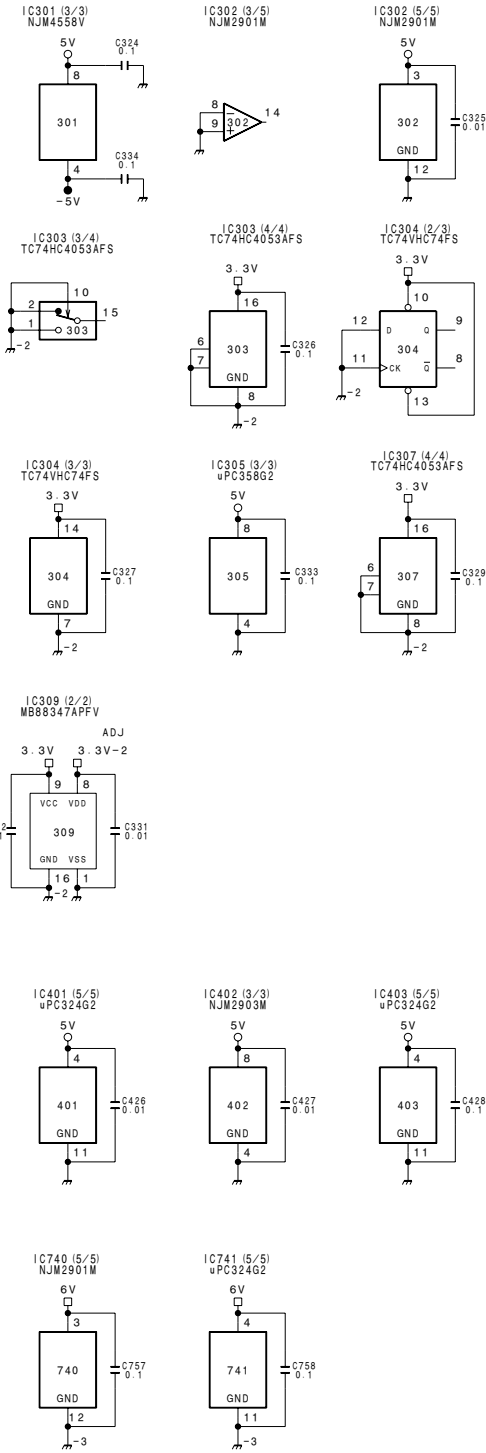 IC301 (3/3)
NJM4558V
5V
8
C324
0.1
301
4
C334
0.1
-5V
IC302 (3/5)
NJM2901M
8
9
302
14
IC302 (5/5)
NJM2901M
5V
3
302
GND
12
C325
0.01
IC303 (3/4)
TC74HC4053AFS
10
2
1
303
15
-2
IC303 (4/4)
TC74HC4053AFS
3.3V
16
6
7
303
GND
8
-2
C326
0.1
IC304 (2/3)
TC74VHC74FS
3.3V
10
12
D
Q
9
304
11
CK
Q̅
8
13
-2
IC304 (3/3)
TC74VHC74FS
3.3V
14
304
GND
7
-2
C327
0.1
IC305 (3/3)
uPC358G2
5V
8
305
4
C333
0.1
IC307 (4/4)
TC74HC4053AFS
3.3V
16
6
7
307
GND
8
-2
C329
0.1
IC309 (2/2)
MB88347APFV
ADJ
3.3V
3.3V-2
9
8
VCC
VDD
309
GND
VSS
16
1
-2
2
C331
0.01
IC401 (5/5)
uPC324G2
5V
4
401
GND
11
C426
0.01
IC402 (3/3)
NJM2903M
5V
8
402
GND
4
C427
0.01
IC403 (5/5)
uPC324G2
5V
4
403
GND
11
C428
0.1
IC740 (5/5)
NJM2901M
6V
3
740
GND
12
-3
C757
0.1
IC741 (5/5)
uPC324G2
6V
4
741
GND
11
-3
C758
0.1